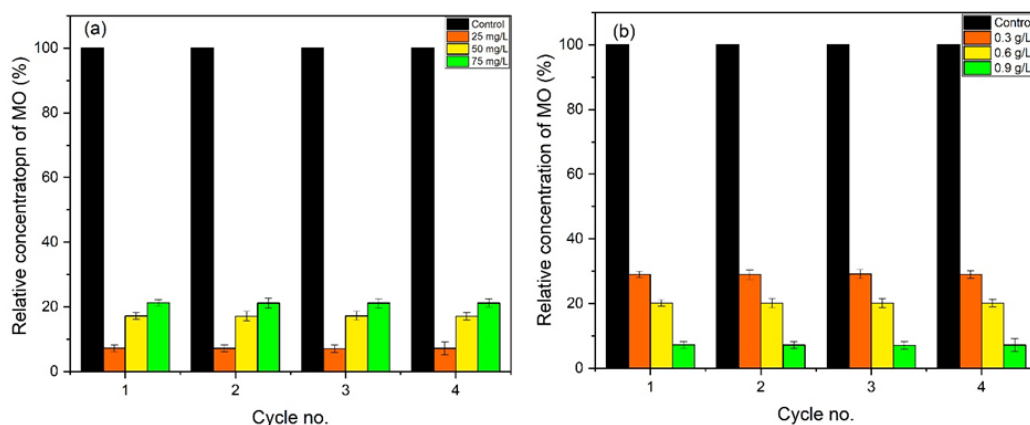 (a)
Control
25 mg/L
50 mg/L
75 mg/L
Relative concentratopn of MO (%)
100
80
60
40
20
0
1 2 3 4
Cycle no.
(b)
Control
0.3 g/L
0.6 g/L
0.9 g/L
Relative concentration of MO (%)
100
80
60
40
20
0
1 2 3 4
Cycle no.